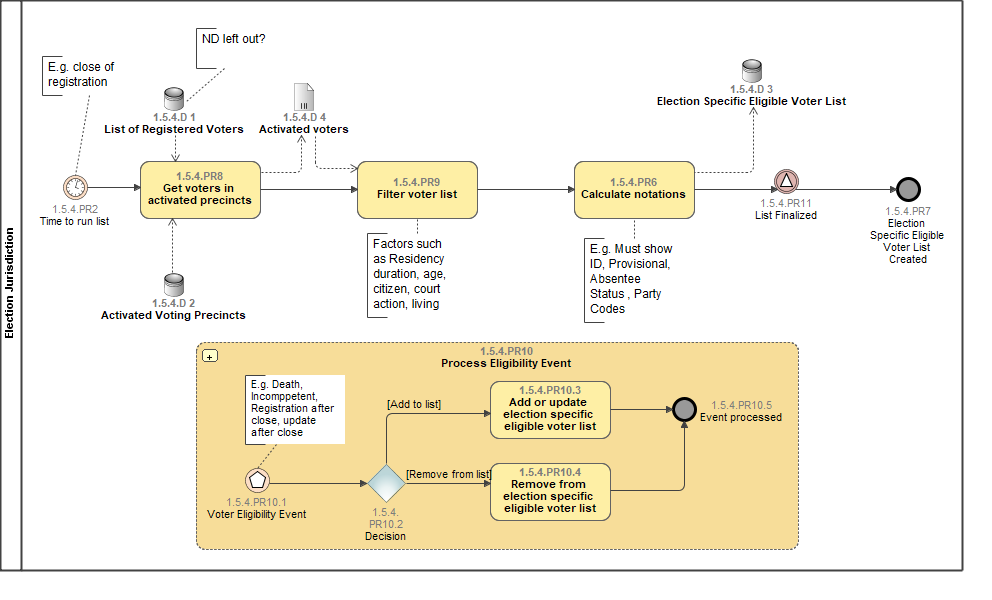 Election Jurisdiction
ND left out?
E.g. close of
registration
1.5.4.D 1
List of Registered Voters
1.5.4.D 4
Activated voters
1.5.4.D 3
Election Specific Eligible Voter List
1.5.4.PR2
Time to run list
1.5.4.PR8
Get voters in
activated precincts
1.5.4.PR9
Filter voter list
1.5.4.PR6
Calculate notations
1.5.4.PR11
List Finalized
1.5.4.PR7
Election
Specific Eligible
Voter List
Created
Factors such
as Residency
duration, age,
citizen, court
action, living
E.g. Must show
ID, Provisional,
Absentee
Status , Party
Codes
1.5.4.D 2
Activated Voting Precincts
1.5.4.PR10
Process Eligibility Event
E.g. Death,
Incomppetent,
Registration after
close, update
after close
[Add to list]
1.5.4.PR10.3
Add or update
election specific
eligible voter list
1.5.4.PR10.5
Event processed
1.5.4.PR10.1
Voter Eligibility Event
[Remove from list]
1.5.4.
PR10.2
Decision
1.5.4.PR10.4
Remove from
election specific
eligible voter list